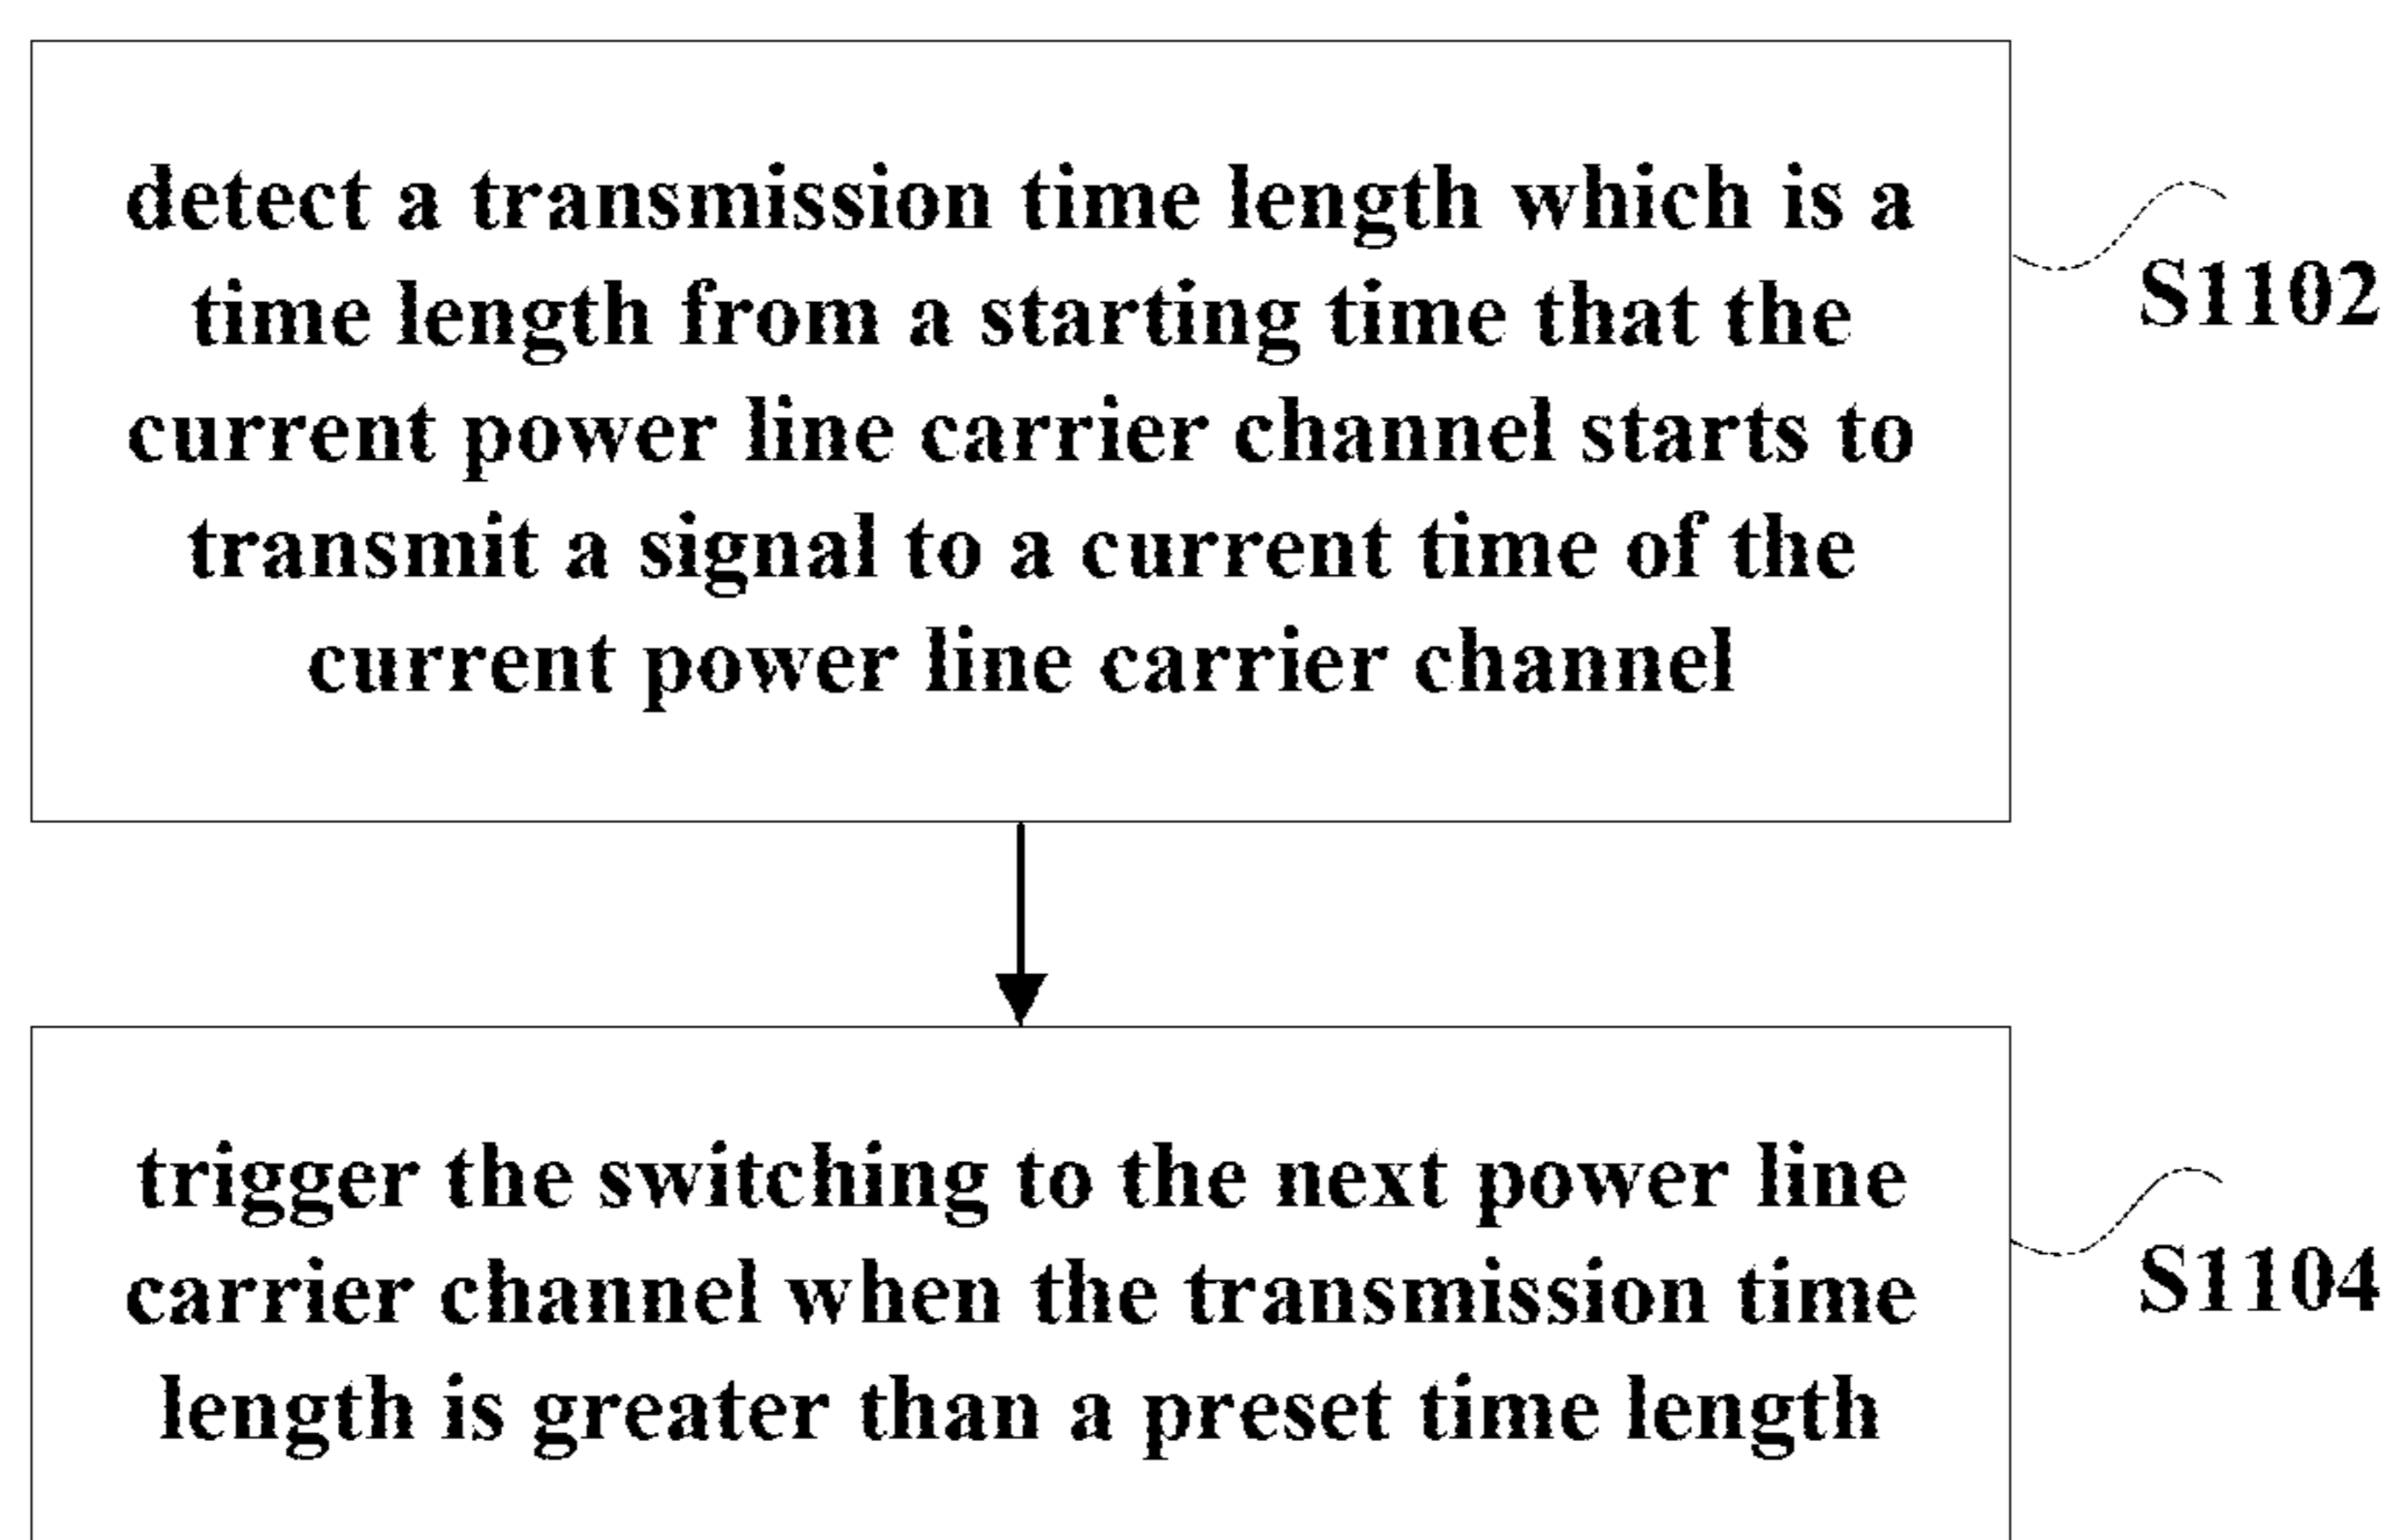 detect a transmission time length which is a
time length from a starting time that the
current power line carrier channel starts to
transmit a signal to a current time of the
current power line carrier channel
S1102
trigger the switching to the next power line
carrier channel when the transmission time
length is greater than a preset time length
S1104